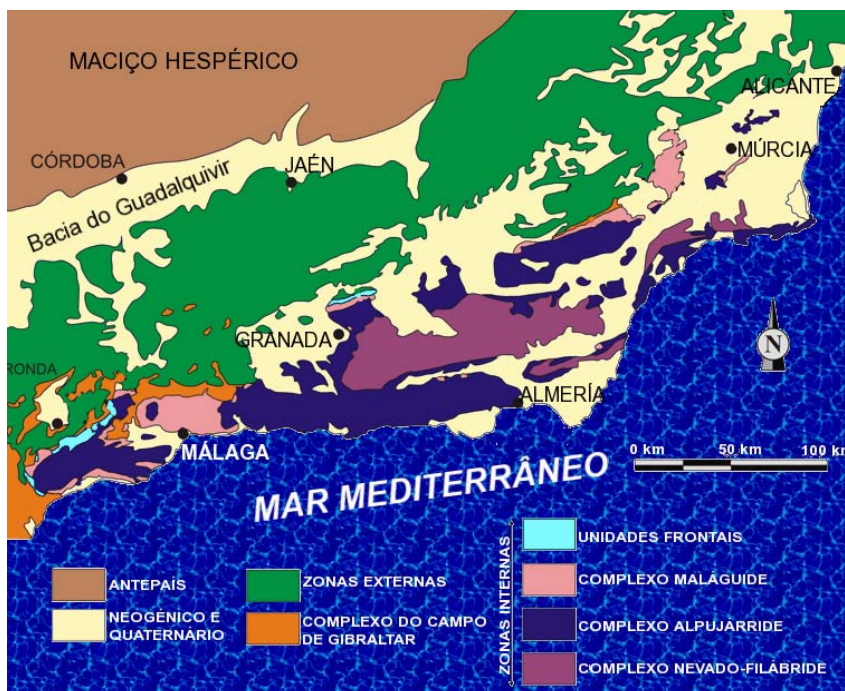 MACIÇO HESPÉRICO
ALICANTE
CÓRDOBA
JAÉN
MÚRCIA
Bacia do Guadalquivir
GRANADA
N
RONDA
ALMERÍA
MÁLAGA
0 km 50 km 100 km
MAR MEDITERRÂNEO
ANTEPAÍS
NEOGÉNICO E
QUATERNÁRIO
ZONAS EXTERNAS
COMPLEXO DO CAMPO
DE GIBRALTAR
ZONAS INTERNAS
UNIDADES FRONTAIS
COMPLEXO MALÁGUIDE
COMPLEXO ALPUJÁRRIDE
COMPLEXO NEVADO-FILÁBRIDE